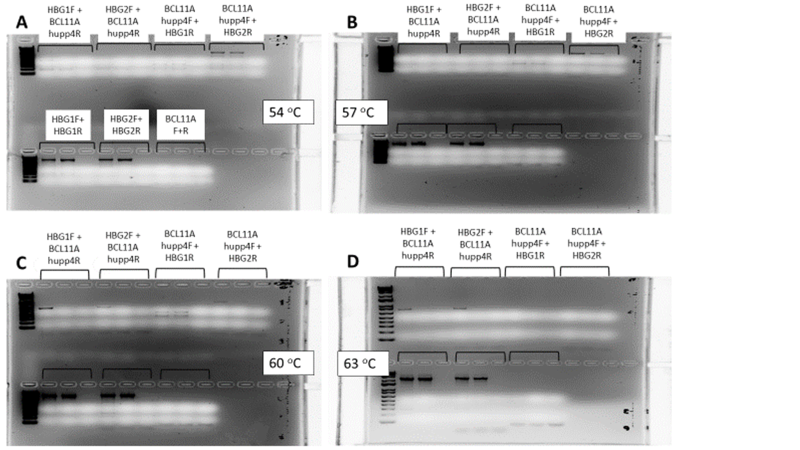 A
HBG1F +
BCL11A
hupp4R
HBG2F +
BCL11A
hupp4R
BCL11A
hupp4F+
HBG1R
BCL11A
hupp4F+
HBG2R
HBG1F+
HBG1R
HBG2F+
HBG2R
BCL11A
F+R
54 °C
B
HBG1F +
BCL11A
hupp4R
HBG2F +
BCL11A
hupp4R
BCL11A
hupp4F+
HBG1R
BCL11A
hupp4F+
HBG2R
57 °C
C
HBG1F +
BCL11A
hupp4R
HBG2F +
BCL11A
hupp4R
BCL11A
hupp4F+
HBG1R
BCL11A
hupp4F+
HBG2R
60 °C
D
HBG1F +
BCL11A
hupp4R
HBG2F +
BCL11A
hupp4R
BCL11A
hupp4F+
HBG1R
BCL11A
hupp4F+
HBG2R
63 °C